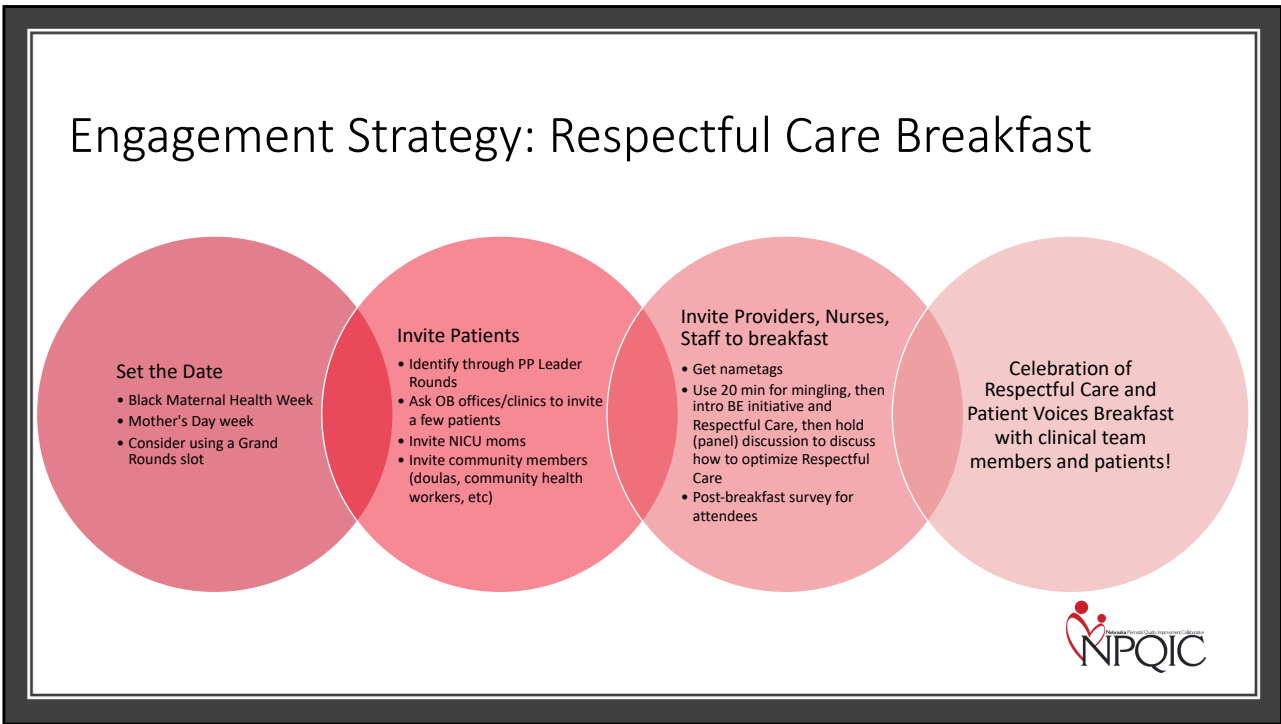 Engagement Strategy: Respectful Care Breakfast
Set the Date
• Black Maternal Health Week
• Mother's Day week
• Consider using a Grand
Rounds slot
Invite Patients
• Identify through PP Leader
Rounds
• Ask OB offices/clinics to invite
a few patients
• Invite NICU moms
• Invite community members
(doulas, community health
workers, etc)
Invite Providers, Nurses,
Staff to breakfast
• Get nametags
• Use 20 min for mingling, then
intro BE initiative and
Respectful Care, then hold
(panel) discussion to discuss
how to optimize Respectful
Care
• Post-breakfast survey for
attendees
Celebration of
Respectful Care and
Patient Voices Breakfast
with clinical team
members and patients!
Nebraska Perinatal Quality Improvement Collaborative
NPQIC